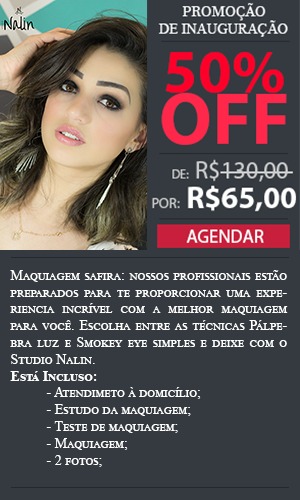 Nalin
PROMOÇÃO
DE INAUGURAÇÃO
50%
OFF
DE: R$130,00
POR: R$65,00
AGENDAR
Maquiagem safira: nossos profissionais estão
preparados para te proporcionar uma expe-
riencia incrível com a melhor maquiagem
para você. Escolha entre as técnicas Pálpe-
bra luz e Smokey eye simples e deixe com o
Studio Nalin.
Está Incluso:
- Atendimeto à domicílio;
- Estudo da maquiagem;
- Teste de maquiagem;
- Maquiagem;
- 2 fotos;